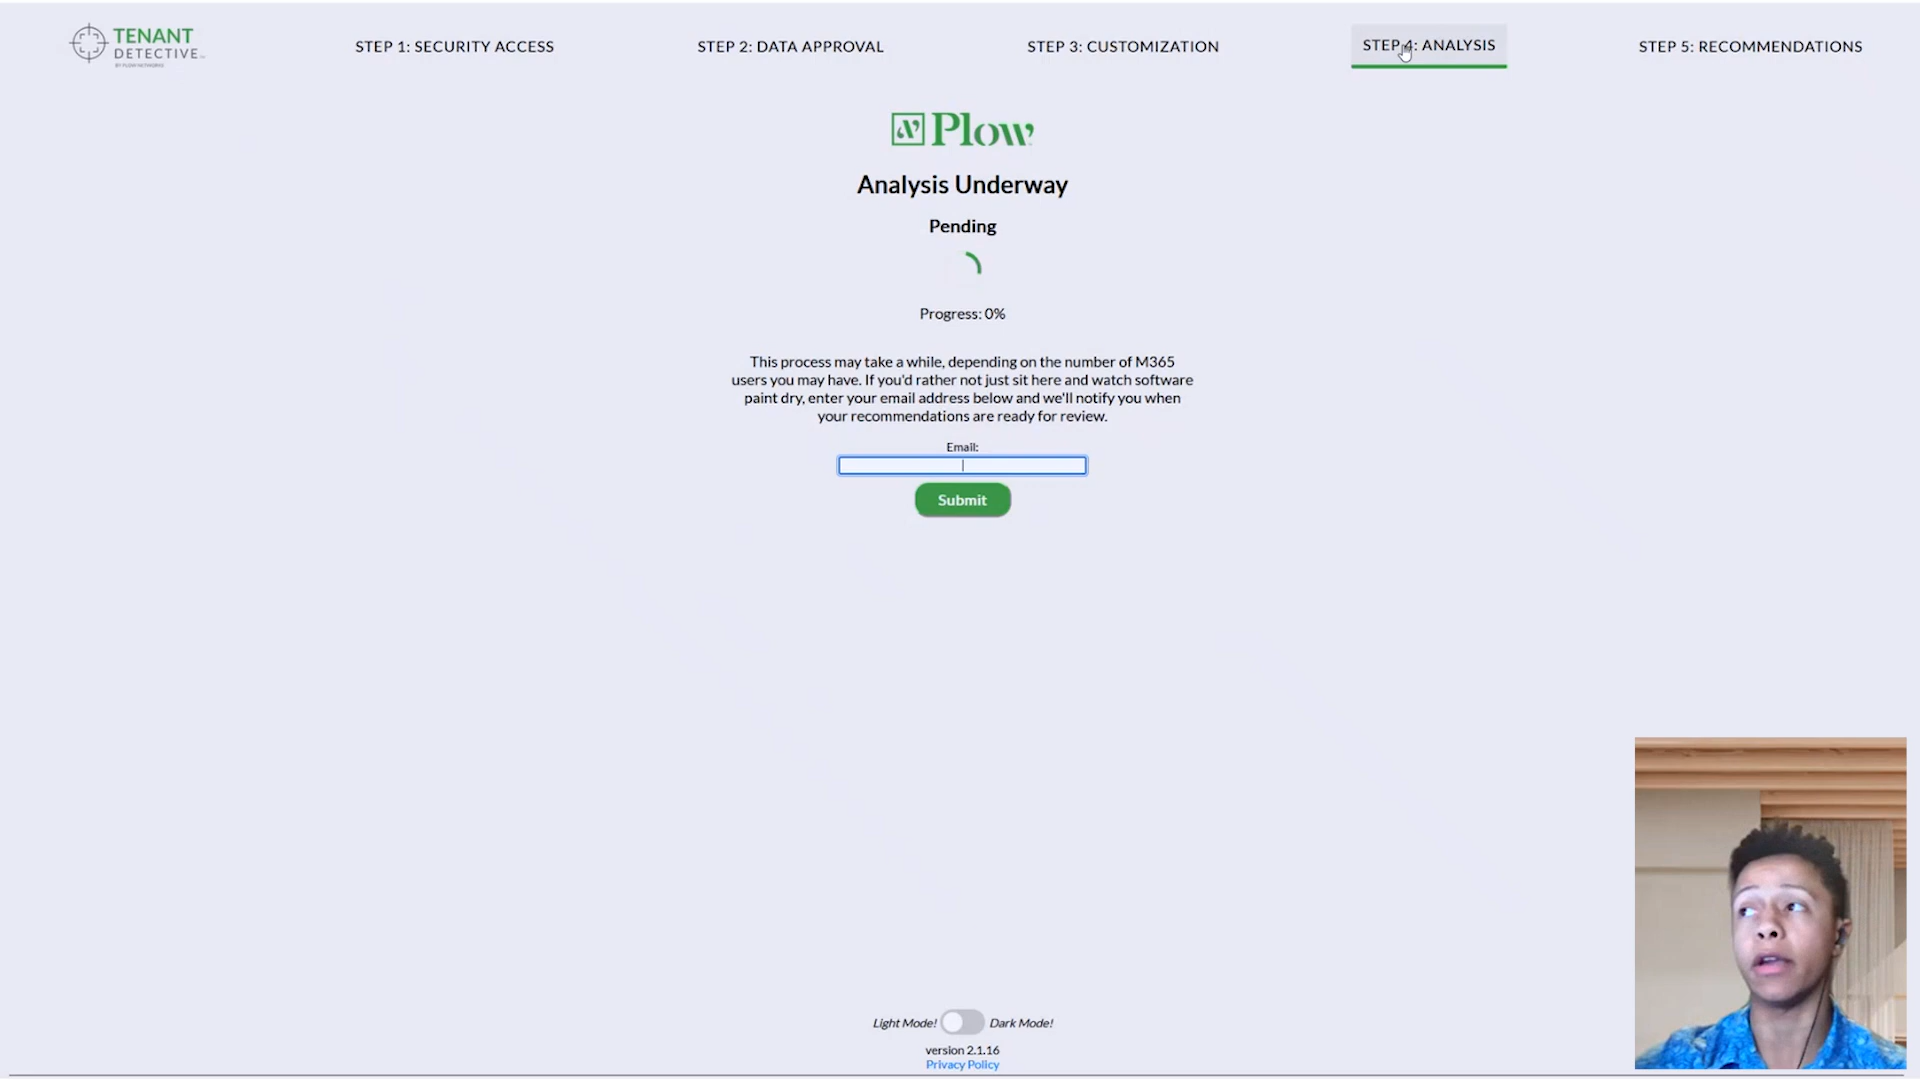 TENANT
DETECTIVE
BY PLOW NETWORKS
STEP 1: SECURITY ACCESS
STEP 2: DATA APPROVAL
STEP 3: CUSTOMIZATION
STEP 4: ANALYSIS
STEP 5: RECOMMENDATIONS
Plow
Analysis Underway
Pending
Progress: 0%
This process may take a while, depending on the number of M365
users you may have. If you'd rather not just sit here and watch software
paint dry, enter your email address below and we'll notify you when
your recommendations are ready for review.
Email:
Submit
Light Mode! Dark Mode!
version 2.1.16
Privacy Policy